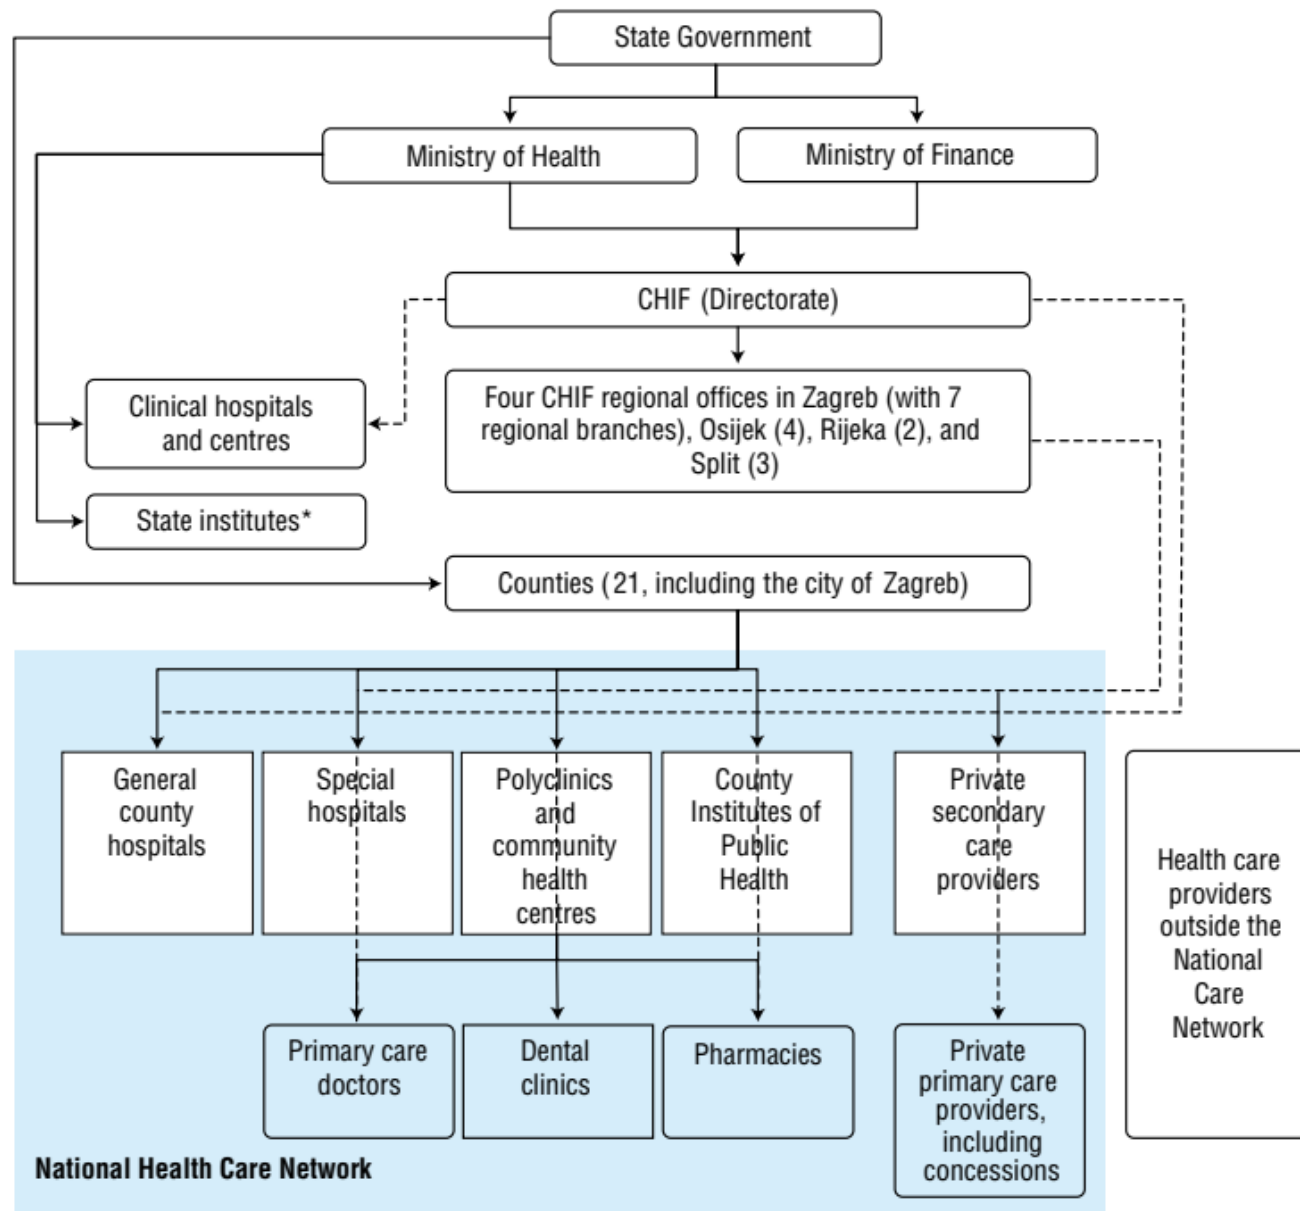 State Government
Ministry of Health
Ministry of Finance
CHIF (Directorate)
Clinical hospitals
and centres
Four CHIF regional offices in Zagreb (with 7
regional branches), Osijek (4), Rijeka (2), and
Split (3)
State institutes*
Counties (21, including the city of Zagreb)
General
county
hospitals
Special
hospitals
Polyclinics
and
community
health
centres
County
Institutes of
Public
Health
Private
secondary
care
providers
Health care
providers
outside the
National
Care
Network
Primary care
doctors
Dental
clinics
Pharmacies
Private
primary care
providers,
including
concessions
National Health Care Network